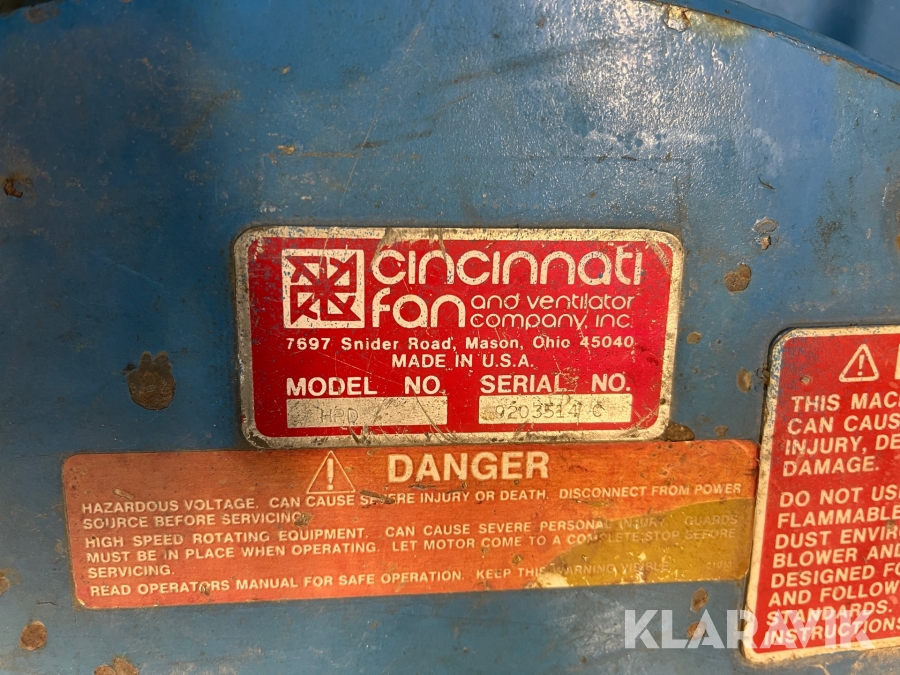 cincinnati
fan and ventilator
company, inc.
7697 Snider Road, Mason, Ohio 45040
MADE IN U.S.A.
MODEL NO. SERIAL NO.
HPD 9203514 C
DANGER
HAZARDOUS VOLTAGE. CAN CAUSE SEVERE INJURY OR DEATH. DISCONNECT FROM POWER
SOURCE BEFORE SERVICING.
HIGH SPEED ROTATING EQUIPMENT. CAN CAUSE SEVERE PERSONAL INJURY. GUARDS
MUST BE IN PLACE WHEN OPERATING. LET MOTOR COME TO A COMPLETE STOP BEFORE
SERVICING.
READ OPERATORS MANUAL FOR SAFE OPERATION. KEEP THIS WARNING VISIBLE.
THIS MAC
CAN CAUS
INJURY, DE
DAMAGE.
DO NOT US
FLAMMABL
DUST ENVIR
BLOWER AND
DESIGNED FO
AND FOLLOW
STANDARDS.
INSTRUCTIONS
KLARAVIK